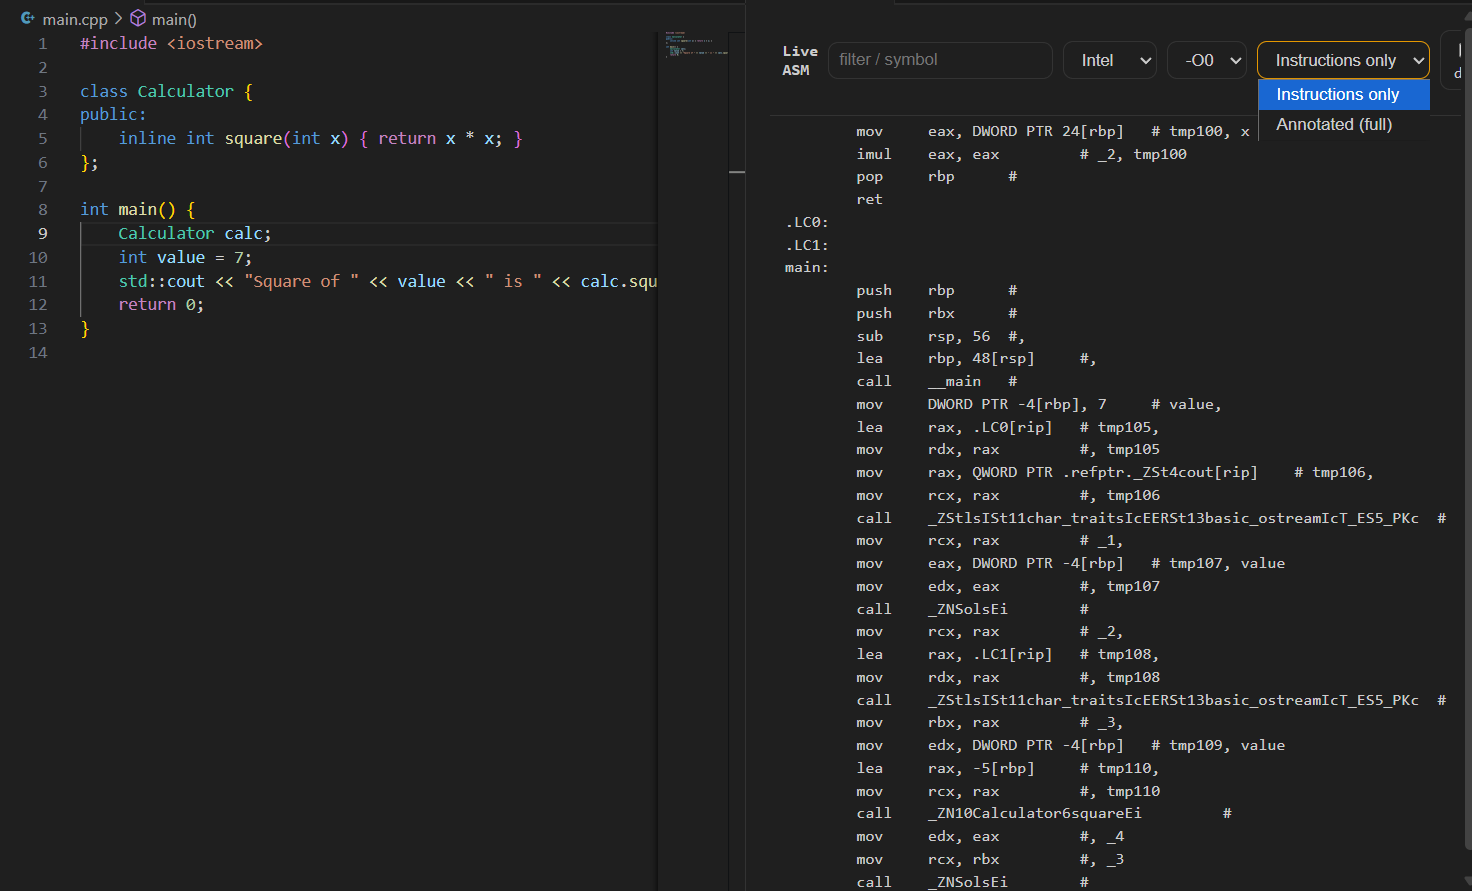 main.cpp > main()
1 #include <iostream>
2
3 class Calculator {
4 public:
5     inline int square(int x) { return x * x; }
6 };
7
8 int main() {
9     Calculator calc;
10     int value = 7;
11     std::cout << "Square of " << value << " is " << calc.squ
12     return 0;
13 }
14
Live ASM
filter / symbol
Intel
-O0
Instructions only
d
Instructions only
Annotated (full)
mov eax, DWORD PTR 24[rbp] # tmp100, x
imul eax, eax # _2, tmp100
pop rbp #
ret
.LC0:
.LC1:
main:
push rbp #
push rbx #
sub rsp, 56 #,
lea rbp, 48[rsp] #,
call __main #
mov DWORD PTR -4[rbp], 7 # value,
lea rax, .LC0[rip] # tmp105,
mov rdx, rax #, tmp105
mov rax, QWORD PTR .refptr._ZSt4cout[rip] # tmp106,
mov rcx, rax #, tmp106
call _ZStlsISt11char_traitsIcEERSt13basic_ostreamIcT_ES5_PKc #
mov rcx, rax # _1,
mov eax, DWORD PTR -4[rbp] # tmp107, value
mov edx, eax #, tmp107
call _ZNSolsEi #
mov rcx, rax # _2,
lea rax, .LC1[rip] # tmp108,
mov rdx, rax #, tmp108
call _ZStlsISt11char_traitsIcEERSt13basic_ostreamIcT_ES5_PKc #
mov rbx, rax # _3,
mov edx, DWORD PTR -4[rbp] # tmp109, value
lea rax, -5[rbp] # tmp110,
mov rcx, rax #, tmp110
call _ZN10Calculator6squareEi #
mov edx, eax #, _4
mov rcx, rbx #, _3
call _ZNSolsEi #